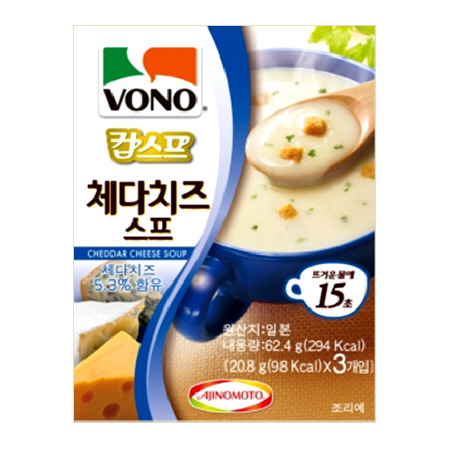 VONO®
컵스프
체다치즈
스프
CHEDDAR CHEESE SOUP
체다치즈
5.3% 함유
뜨거운물에
15초
원산지:일본
내용량:62.4 g(294 Kcal)
(20.8 g(98 Kcal)X3개입)
AJINOMOTO®
조리예